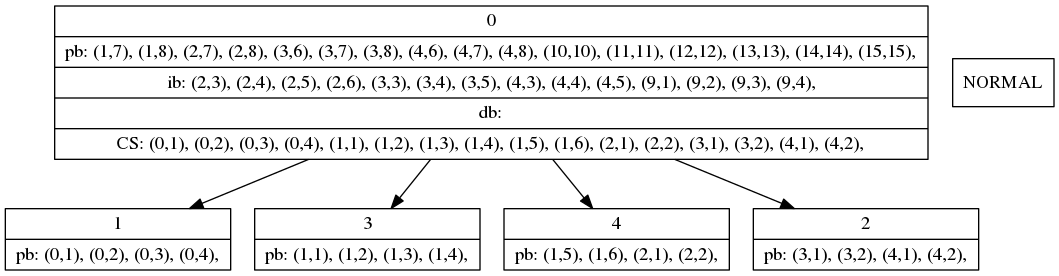 0
pb: (1,7), (1,8), (2,7), (2,8), (3,6), (3,7), (3,8), (4,6), (4,7), (4,8), (10,10), (11,11), (12,12), (13,13), (14,14), (15,15),
NORMAL
ib: (2,3), (2,4), (2,5), (2,6), (3,3), (3,4), (3,5), (4,3), (4,4), (4,5), (9,1), (9,2), (9,3), (9,4),
db:
CS: (0,1), (0,2), (0,3), (0,4), (1,1), (1,2), (1,3), (1,4), (1,5), (1,6), (2,1), (2,2), (3,1), (3,2), (4,1), (4,2),
1
pb: (0,1), (0,2), (0,3), (0,4),
3
pb: (1,1), (1,2), (1,3), (1,4),
4
pb: (1,5), (1,6), (2,1), (2,2),
2
pb: (3,1), (3,2), (4,1), (4,2),